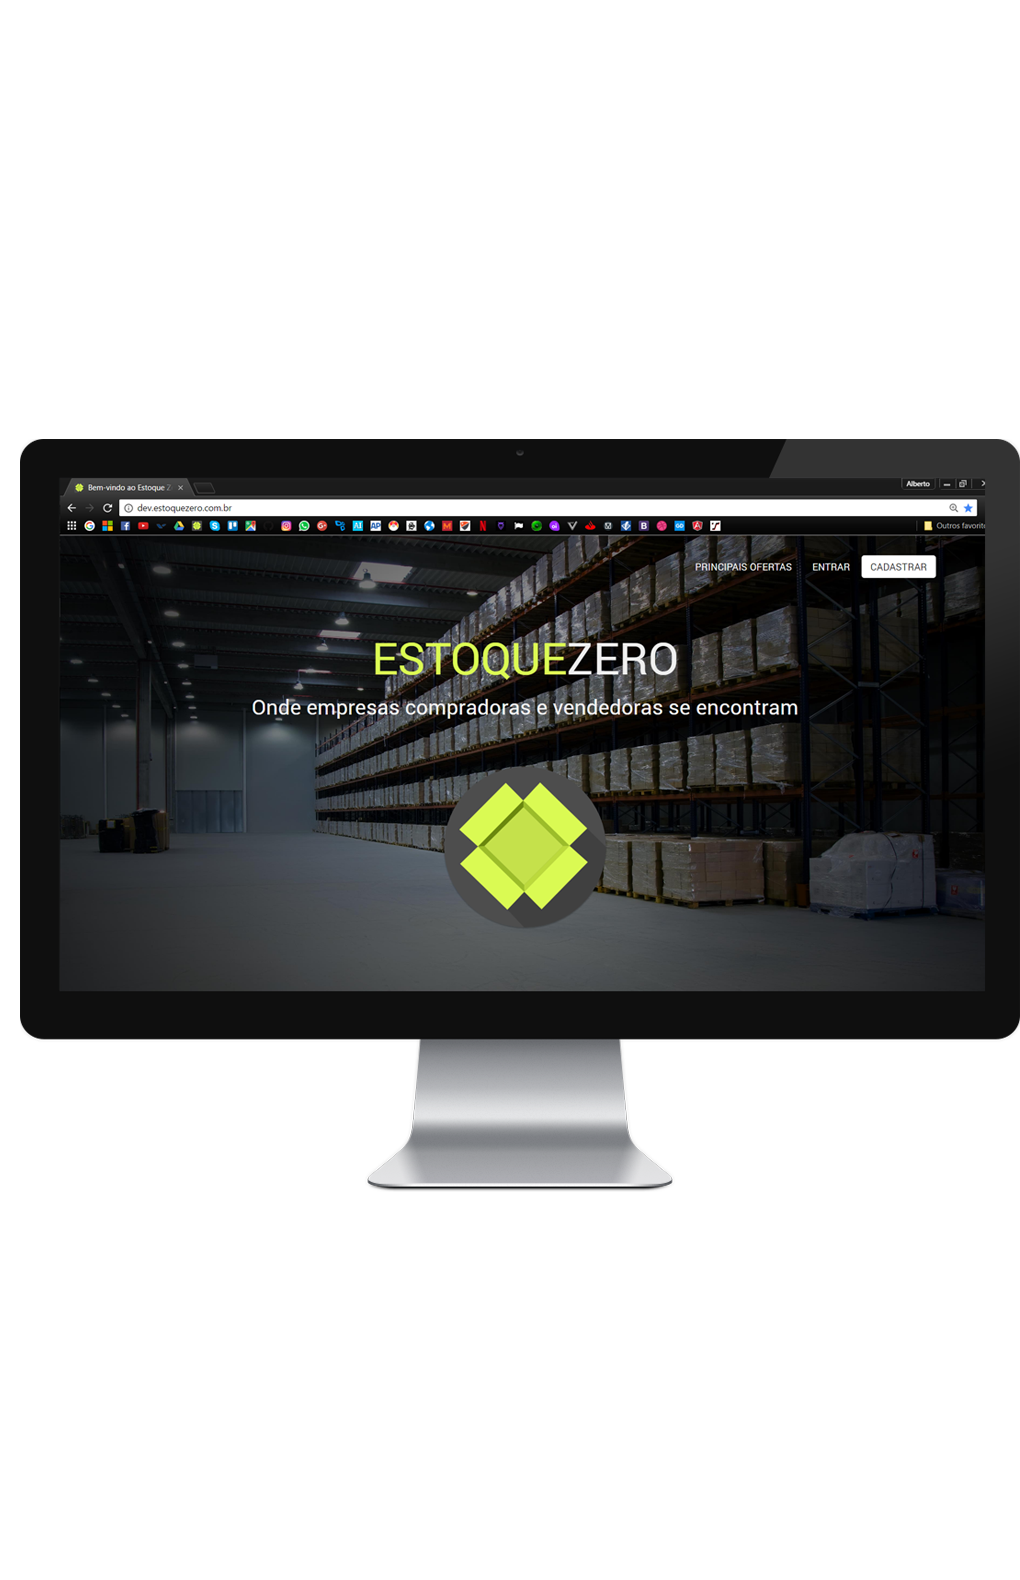 Bem-vindo ao Estoque Z
Alberto
dev.estoquezero.com.br
Outros favorito
PRINCIPAIS OFERTAS ENTRAR CADASTRAR
ESTOQUEZERO
Onde empresas compradoras e vendedoras se encontram